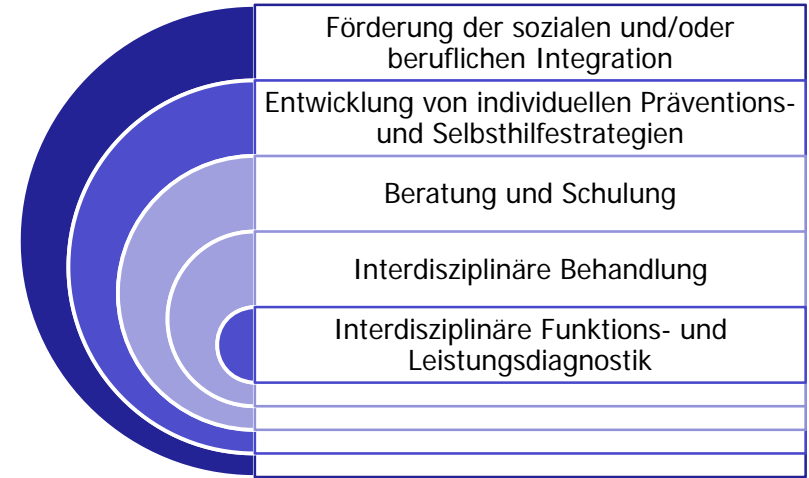 Förderung der sozialen und/oder
beruflichen Integration
Entwicklung von individuellen Präventions-
und Selbsthilfestrategien
Beratung und Schulung
Interdisziplinäre Behandlung
Interdisziplinäre Funktions- und
Leistungsdiagnostik